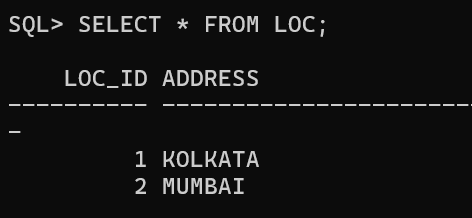 SQL> SELECT * FROM LOC;
LOC_ID ADDRESS
---------- ----------------------
-
1 KOLKATA
2 MUMBAI